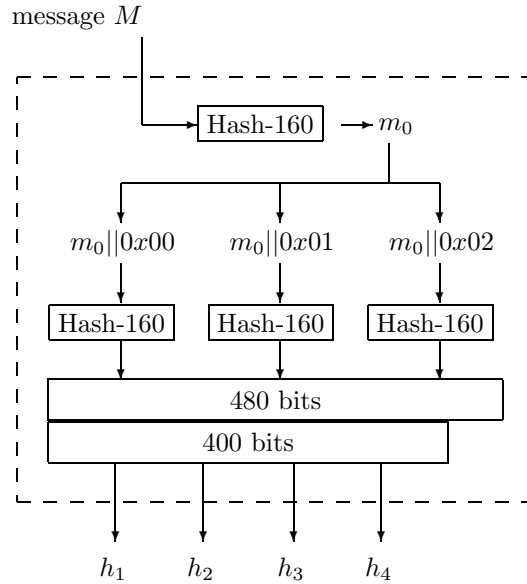 message M
Hash-160 m₀
m₀||0x00 m₀||0x01 m₀||0x02
Hash-160 Hash-160 Hash-160
480 bits
400 bits
h₁ h₂ h₃ h₄